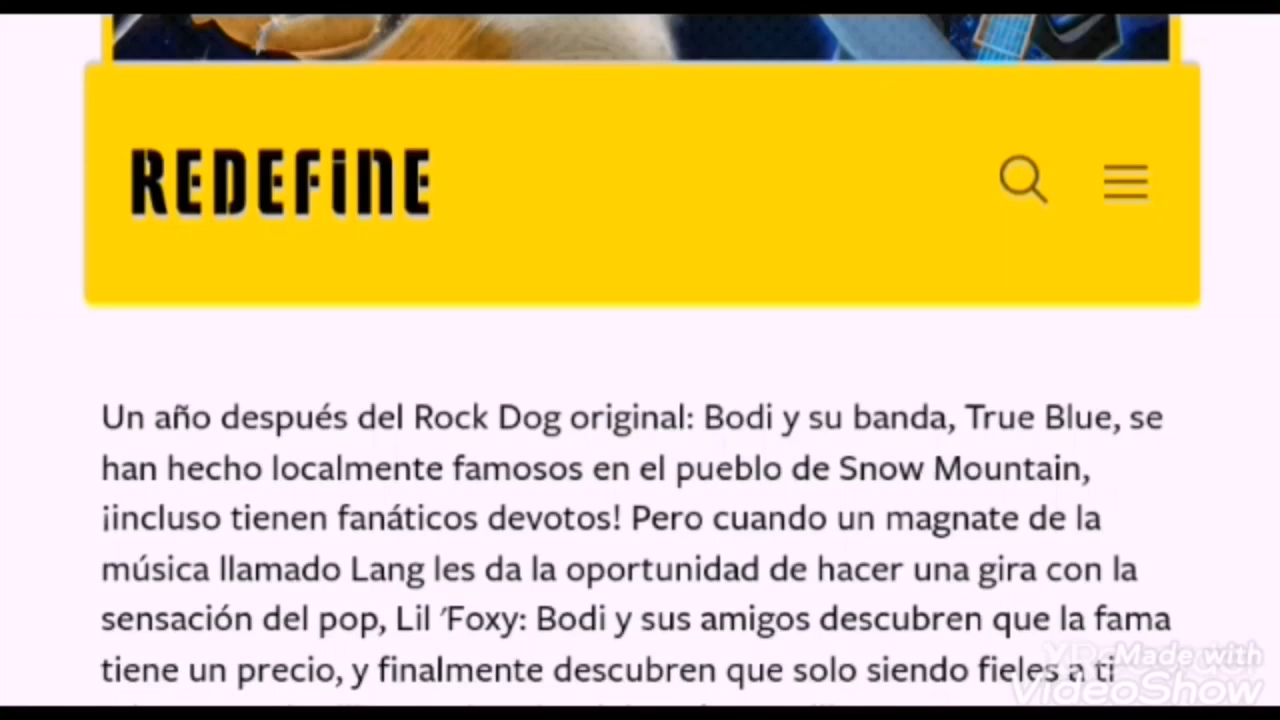 REDEFINE
Un año después del Rock Dog original: Bodi y su banda, True Blue, se
han hecho localmente famosos en el pueblo de Snow Mountain,
¡incluso tienen fanáticos devotos! Pero cuando un magnate de la
música llamado Lang les da la oportunidad de hacer una gira con la
sensación del pop, Lil ´Foxy: Bodi y sus amigos descubren que la fama
tiene un precio, y finalmente descubren que solo siendo fieles a ti
Made with
VideoShow